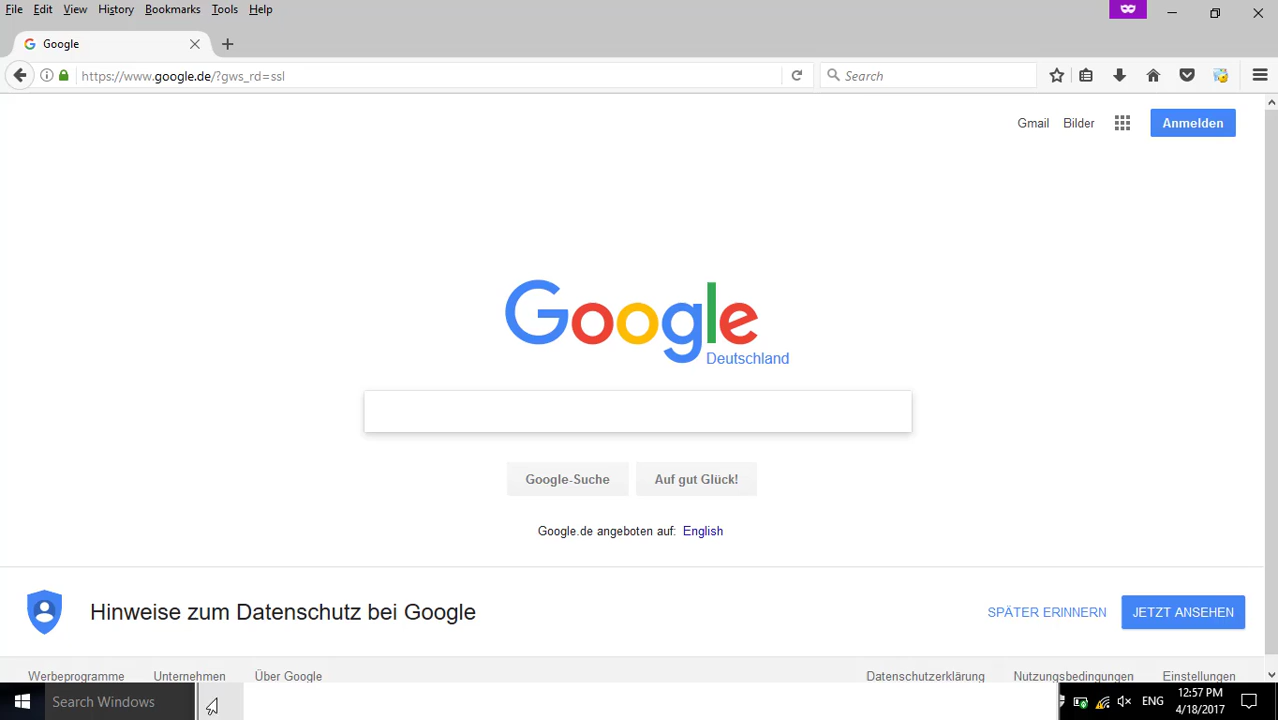 File Edit View History Bookmarks Tools Help
Google
https://www.google.de/?gws_rd=ssl Search
Gmail Bilder Anmelden
Google
Deutschland
Google-Suche Auf gut Glück!
Google.de angeboten auf: English
Hinweise zum Datenschutz bei Google SPÄTER ERINNERN JETZT ANSEHEN
Werbeprogramme Unternehmen Über Google Datenschutzerklärung Nutzungsbedingungen Einstellungen
Search Windows ENG 12:57 PM
4/18/2017